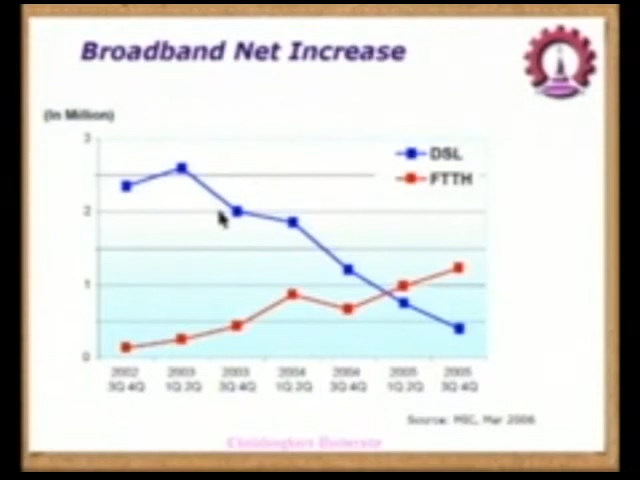 Broadband Net Increase
(In Million)
3
DSL
FTTH
2
1
0
2002 2003 2003 2004 2004 2005 2005
3Q 4Q 1Q 2Q 3Q 4Q 1Q 2Q 3Q 4Q 1Q 2Q 3Q 4Q
Source: MIC, Mar 2006